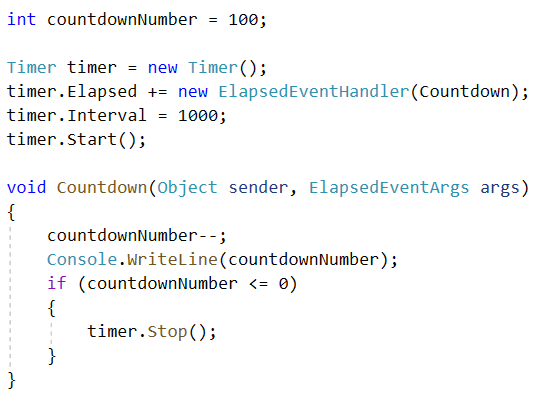 int countdownNumber = 100;
Timer timer = new Timer();
timer.Elapsed += new ElapsedEventHandler(Countdown);
timer.Interval = 1000;
timer.Start();
void Countdown(Object sender, ElapsedEventArgs args)
{
countdownNumber--;
Console.WriteLine(countdownNumber);
if (countdownNumber <= 0)
{
timer.Stop();
}
}